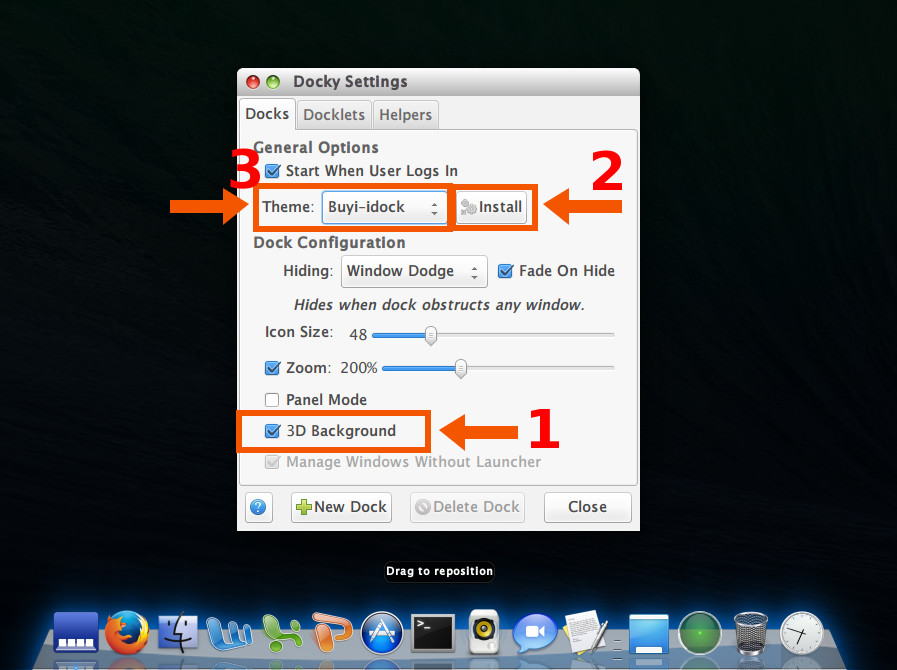 Docky Settings
Docks Docklets Helpers
General Options
3
Start When User Logs In
2
Theme: Buyi-idock Install
Dock Configuration
Hiding: Window Dodge Fade On Hide
Hides when dock obstructs any window.
Icon Size: 48
Zoom: 200%
Panel Mode
3D Background
1
Manage Windows Without Launcher
? New Dock Delete Dock Close
Drag to reposition
>_